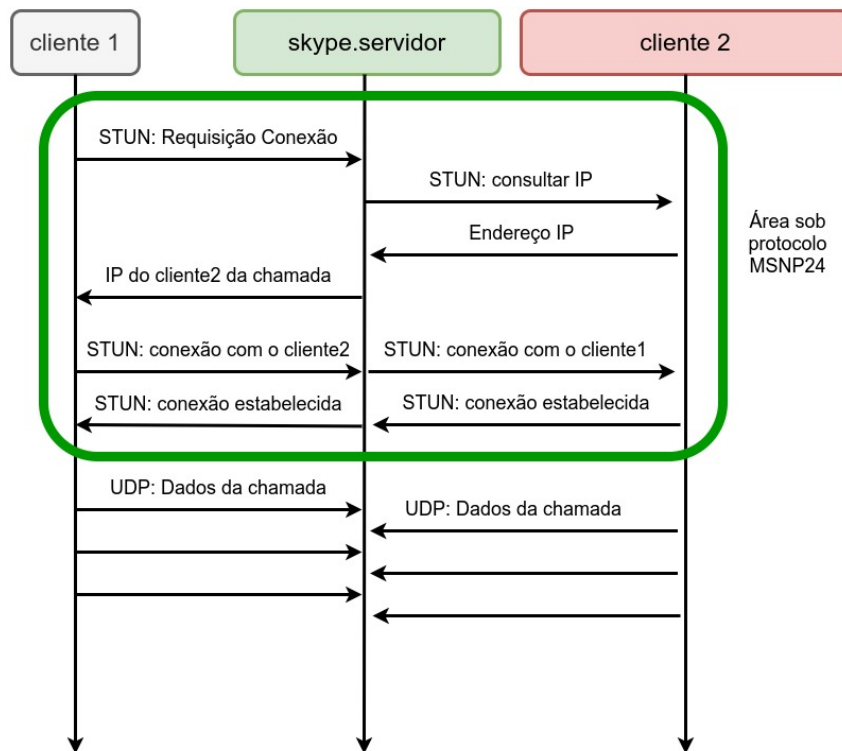 cliente 1
skype.servidor
cliente 2
STUN: Requisição Conexão
STUN: consultar IP
Endereço IP
Área sob
protocolo
MSNP24
IP do cliente2 da chamada
STUN: conexão com o cliente2
STUN: conexão com o cliente1
STUN: conexão estabelecida
STUN: conexão estabelecida
UDP: Dados da chamada
UDP: Dados da chamada